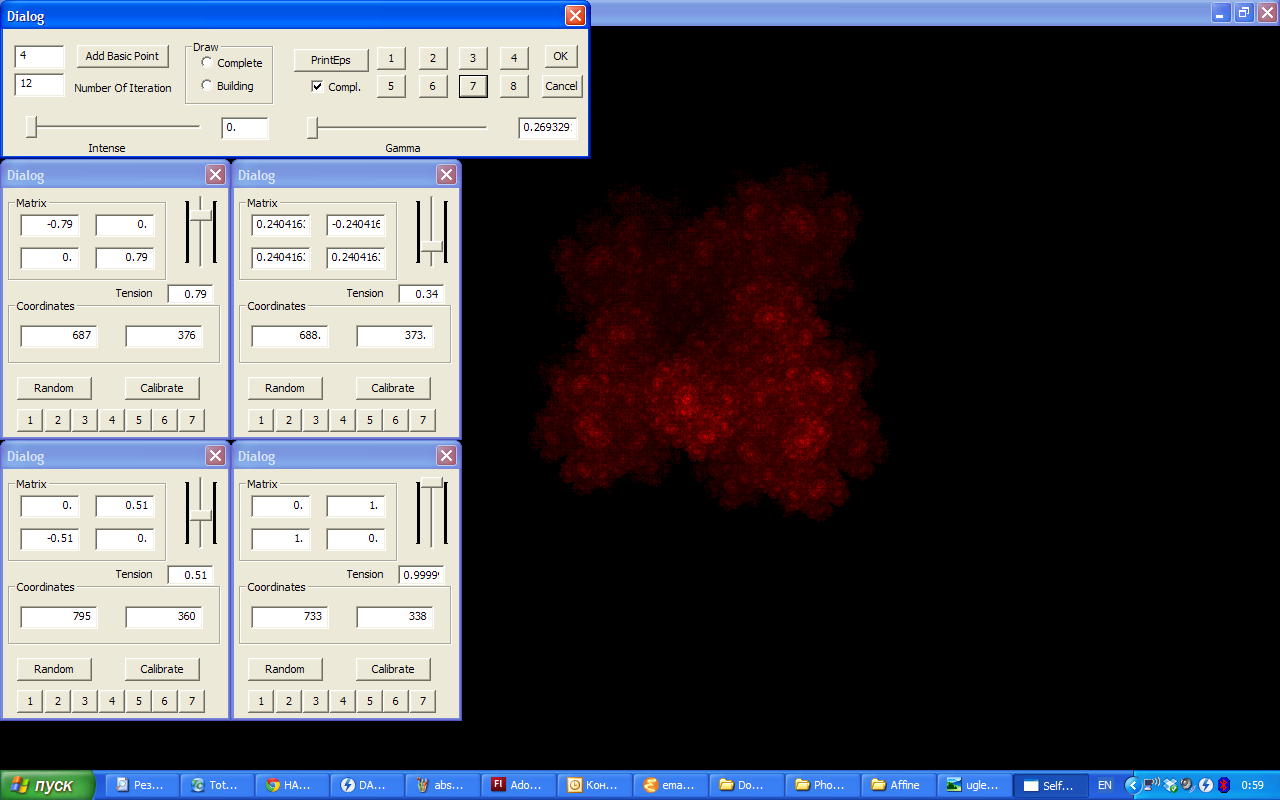 Dialog
4
Add Basic Point
Draw
Complete
Building
PrintEps
Compl.
1 2 3 4 OK
12
Number Of Iteration
5 6 7 8 Cancel
0.
0.269329
Intense
Gamma
Dialog
Matrix
-0.79 0.
0. 0.79
Tension 0.79
Coordinates
687 376
Random Calibrate
1 2 3 4 5 6 7
Dialog
Matrix
0.240416 -0.240416
0.240416 0.240416
Tension 0.34
Coordinates
688. 373.
Random Calibrate
1 2 3 4 5 6 7
Dialog
Matrix
0. 0.51
-0.51 0.
Tension 0.51
Coordinates
795 360
Random Calibrate
1 2 3 4 5 6 7
Dialog
Matrix
0. 1.
1. 0.
Tension 0.9999
Coordinates
733 338
Random Calibrate
1 2 3 4 5 6 7
пуск Рез... Tot... HA... DA... abs... Ado... Кон... ema... Do... Pho... Affine ugle... Self... EN 0:59